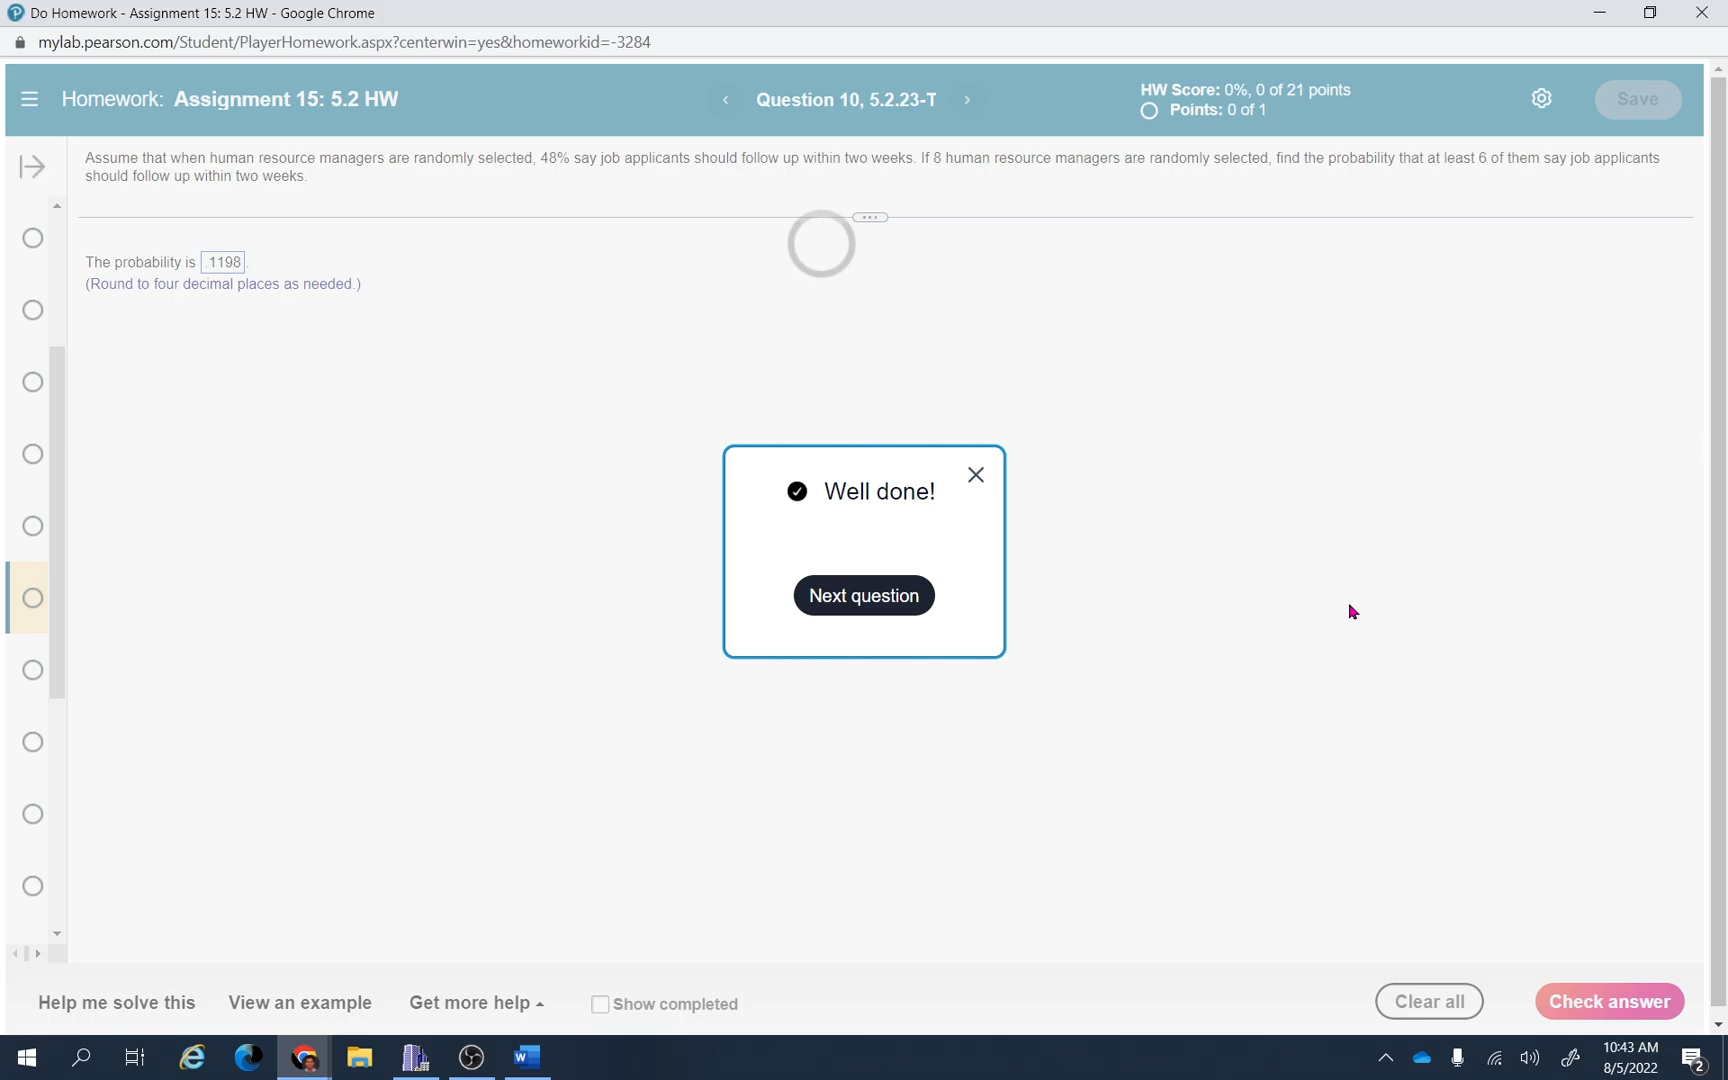 Do Homework - Assignment 15: 5.2 HW - Google Chrome
mylab.pearson.com/Student/PlayerHomework.aspx?centerwin=yes&homeworkid=-3284
Homework: Assignment 15: 5.2 HW
Question 10, 5.2.23-T
HW Score: 0%, 0 of 21 points
Points: 0 of 1
Save
Assume that when human resource managers are randomly selected, 48% say job applicants should follow up within two weeks. If 8 human resource managers are randomly selected, find the probability that at least 6 of them say job applicants
should follow up within two weeks.
The probability is .1198.
(Round to four decimal places as needed.)
Well done!
Next question
Help me solve this
View an example
Get more help
Show completed
Clear all
Check answer
10:43 AM
8/5/2022
2